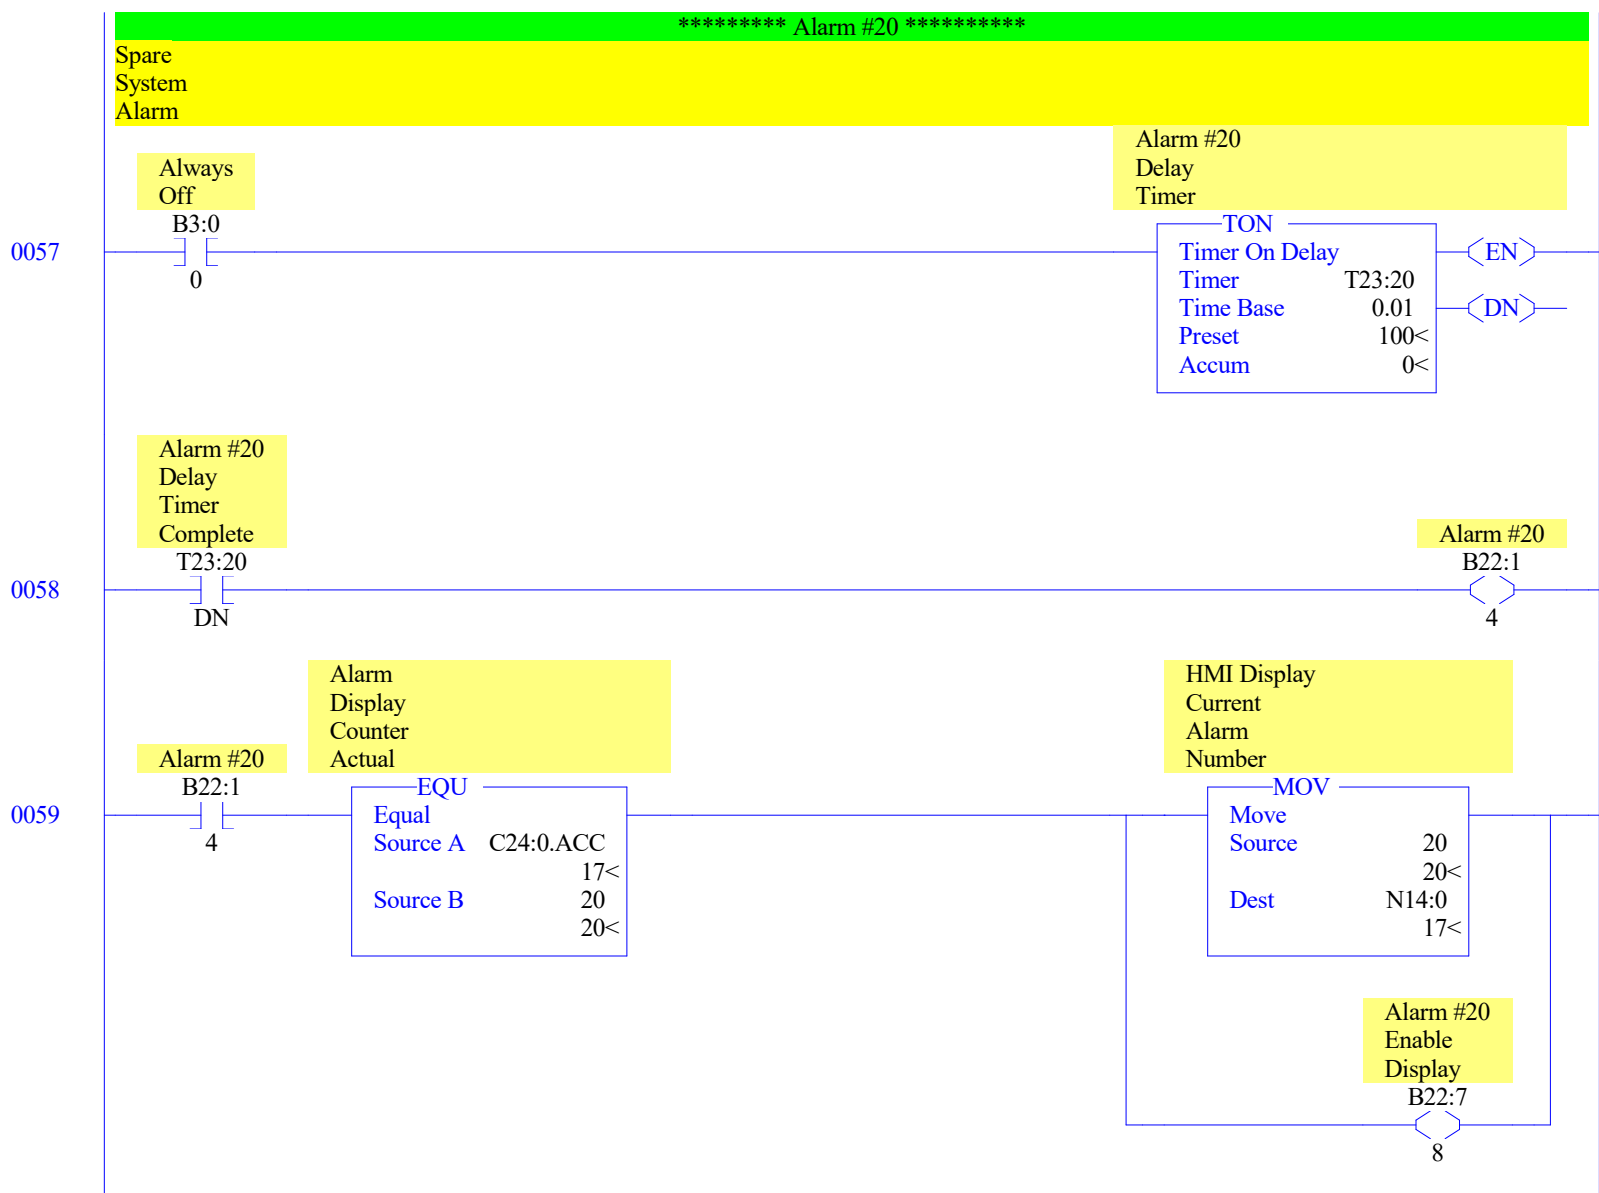 ********* Alarm #20 **********
Spare
System
Alarm
Alarm #20
Delay
Timer
Always
Off
B3:0
0
0057
TON
Timer On Delay
Timer T23:20
Time Base 0.01
Preset 100<
Accum 0<
EN
DN
Alarm #20
Delay
Timer
Complete
T23:20
DN
0058
Alarm #20
B22:1
4
Alarm
Display
Counter
Actual
HMI Display
Current
Alarm
Number
Alarm #20
B22:1
4
0059
EQU
Equal
Source A C24:0.ACC
17<
Source B 20
20<
MOV
Move
Source 20
20<
Dest N14:0
17<
Alarm #20
Enable
Display
B22:7
8